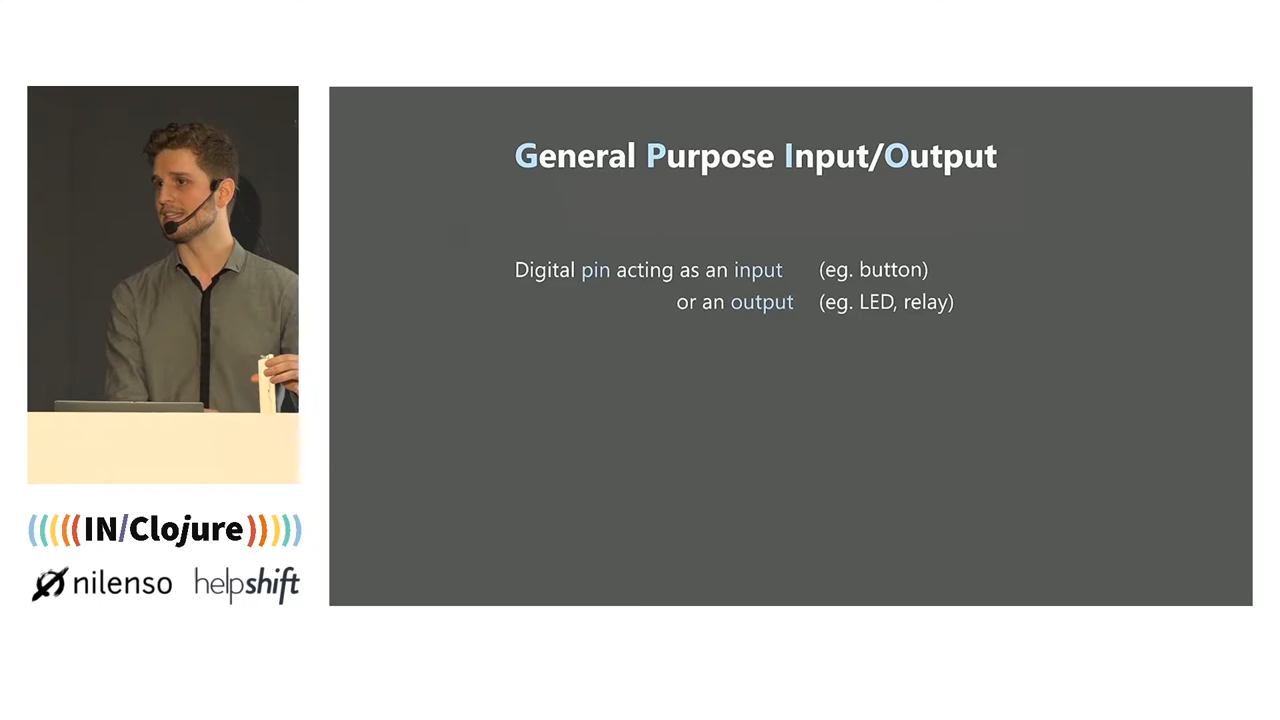 General Purpose Input/Output
Digital pin acting as an input (eg. button)
or an output (eg. LED, relay)
(((((IN/Clojure)))))
nilenso helpshift